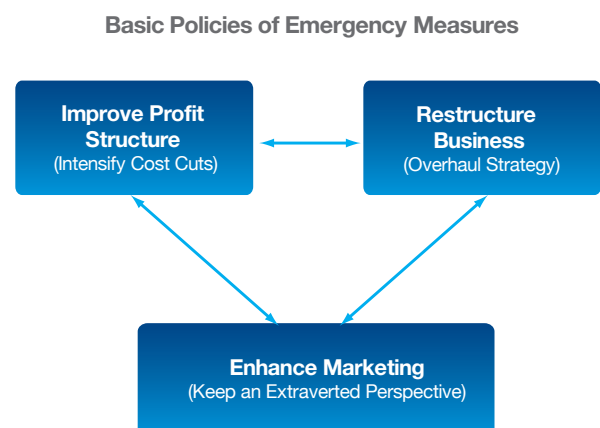 Basic Policies of Emergency Measures
Improve Profit
Structure
(Intensify Cost Cuts)
Restructure
Business
(Overhaul Strategy)
Enhance Marketing
(Keep an Extraverted Perspective)